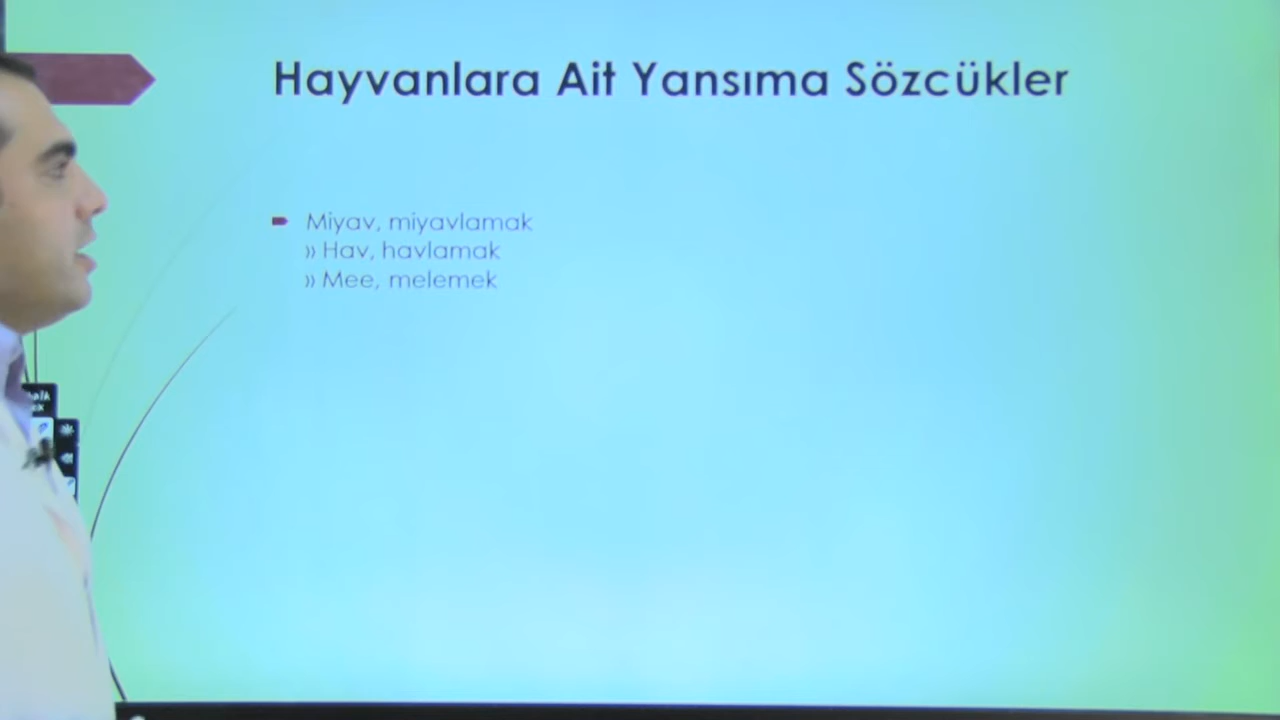 Hayvanlara Ait Yansıma Sözcükler
Miyav, miyavlamak
» Hav, havlamak
» Mee, melemek